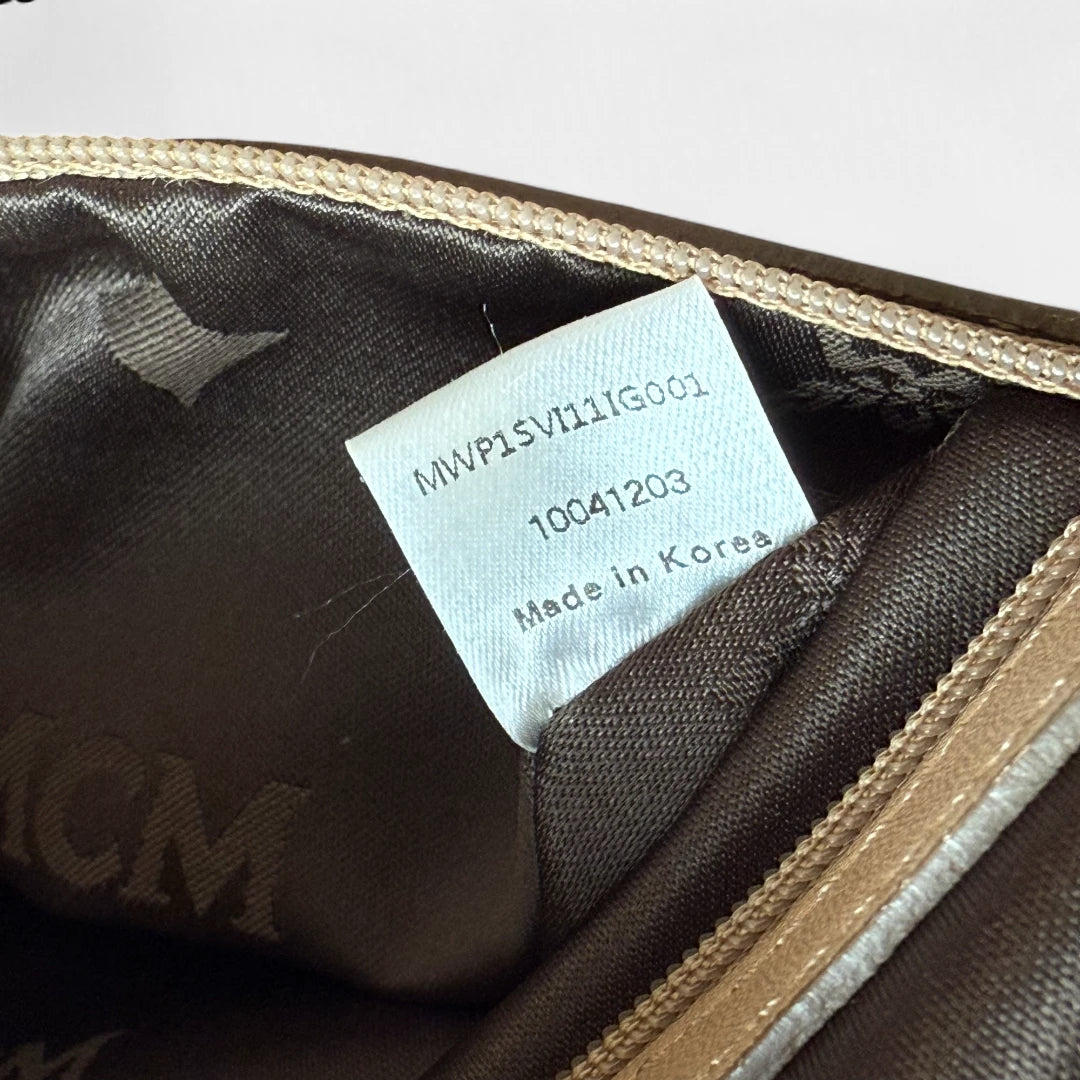 MWP1SVI11IG001
10041203
Made in Korea
MCM